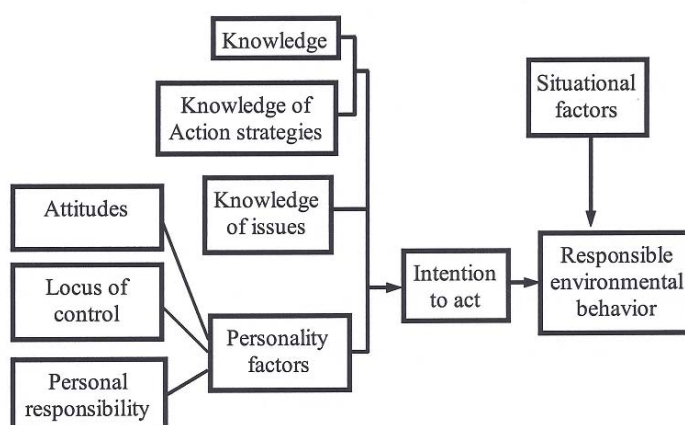 Knowledge
Knowledge of
Action strategies
Knowledge
of issues
Attitudes
Locus of
control
Personal
responsibility
Personality
factors
Intention
to act
Situational
factors
Responsible
environmental
behavior